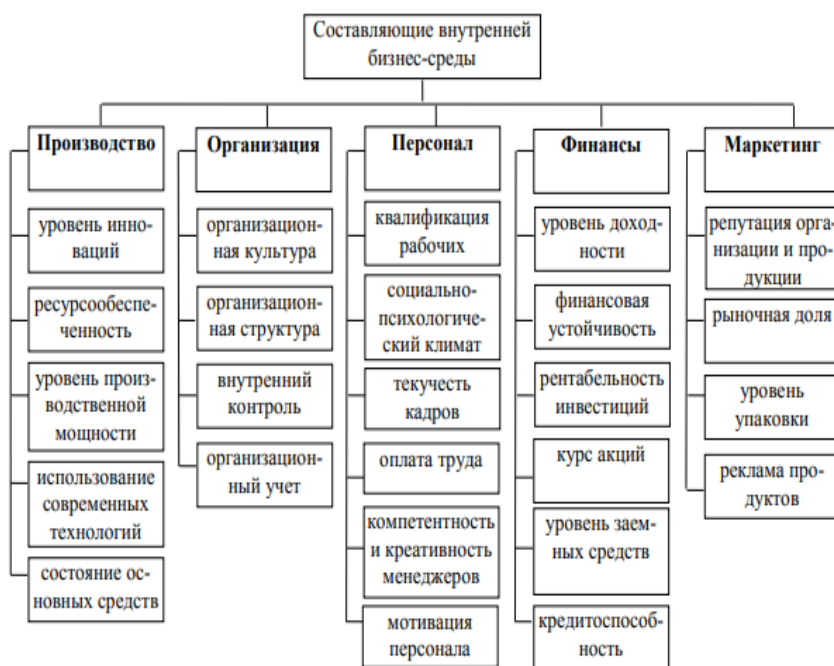 Составляющие внутренней
бизнес-среды
Производство
уровень инно-
ваций
ресурсообеспе-
ченность
уровень произ-
водственной
мощности
использование
современных
технологий
состояние ос-
новных средств
Организация
организацион-
ная культура
организацион-
ная структура
внутренний
контроль
организацион-
ный учет
Персонал
квалификация
рабочих
социально-
психологиче-
ский климат
текучесть
кадров
оплата труда
компетентность
и креативность
менеджеров
мотивация
персонала
Финансы
уровень доход-
ности
финансовая
устойчивость
рентабельность
инвестиций
курс акций
уровень заем-
ных средств
кредитоспособ-
ность
Маркетинг
репутация орга-
низации и про-
дукции
рыночная доля
уровень
упаковки
реклама про-
дуктов